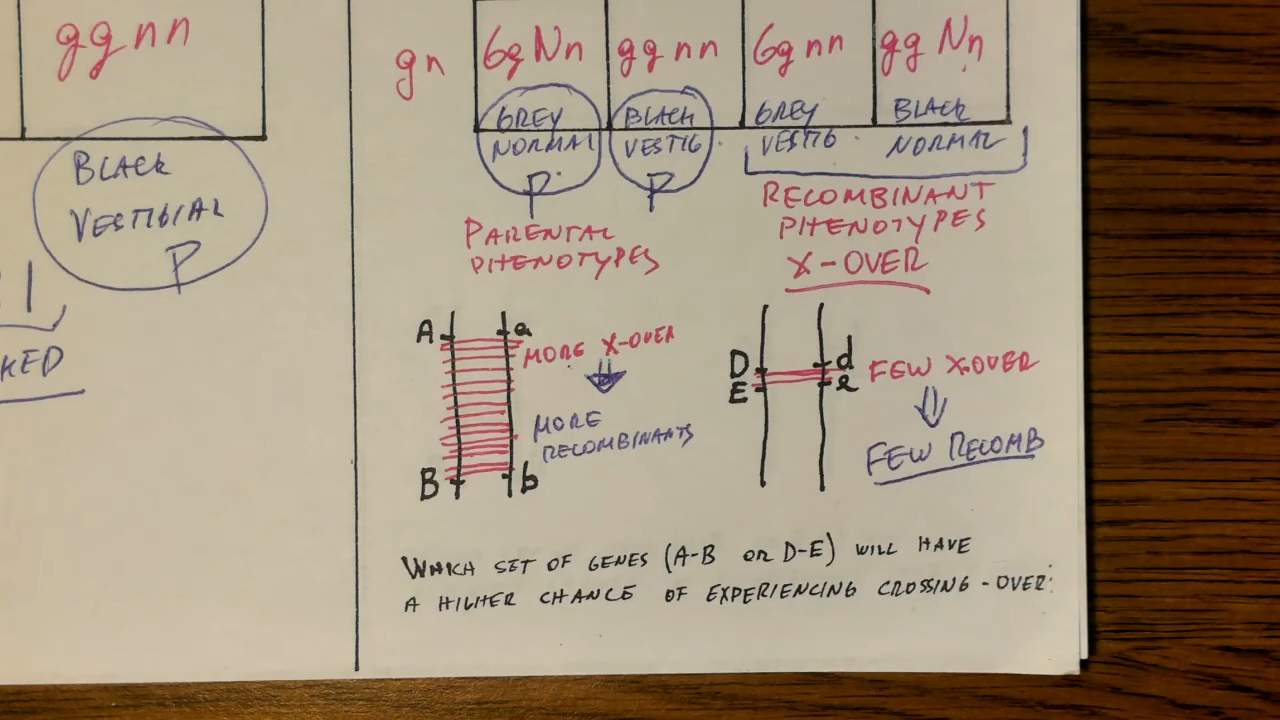 ggnn
BLACK
VESTIGIAL
P
1
KED
gn
GgNn
ggnn
Ggnn
ggNn
GREY
NORMAL
P
BLACK
VESTIG
P
GREY
VESTIG
BLACK
NORMAL
PARENTAL
PHENOTYPES
RECOMBINANT
PHENOTYPES
X-OVER
A
a
B
b
MORE X-OVER
MORE
RECOMBINANTS
D
d
E
e
FEW X-OVER
FEW RECOMB
WHICH SET OF GENES (A-B OR D-E) WILL HAVE
A HIGHER CHANCE OF EXPERIENCING CROSSING-OVER: